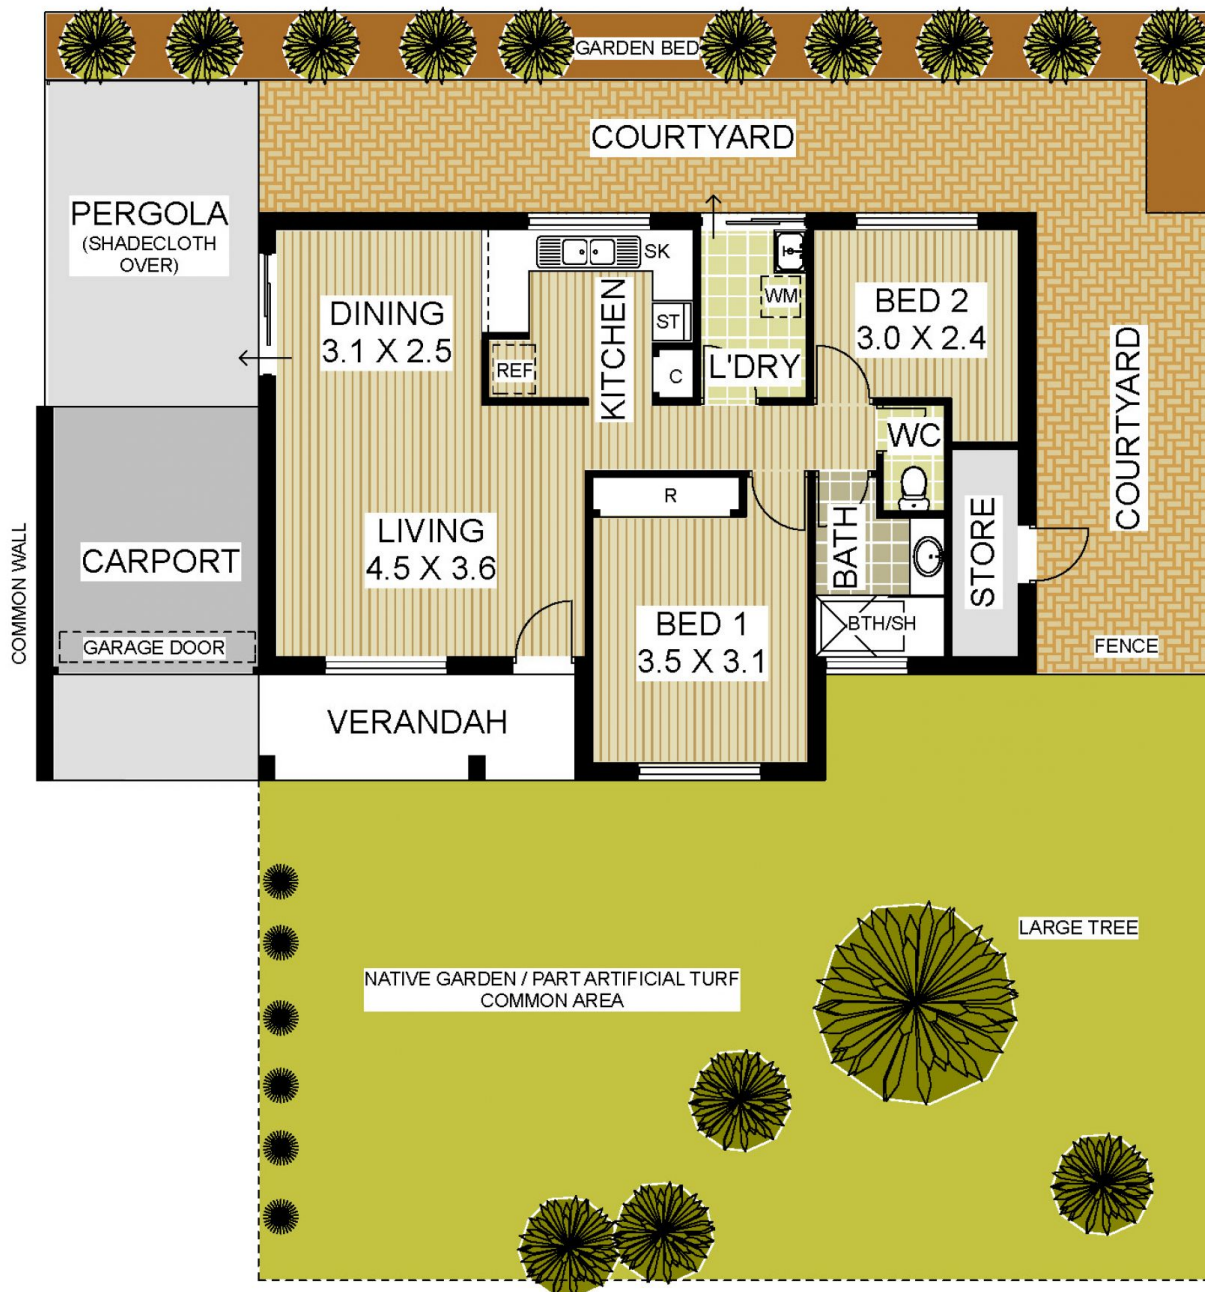 GARDEN BED
COURTYARD
PERGOLA
(SHADECLOTH
OVER)
SK
DINING
3.1 X 2.5
KITCHEN
WM
BED 2
3.0 X 2.4
ST
REF
C
L'DRY
COURTYARD
WC
R
LIVING
4.5 X 3.6
BATH
STORE
CARPORT
COMMON WALL
GARAGE DOOR
BED 1
3.5 X 3.1
BTH/SH
FENCE
VERANDAH
LARGE TREE
NATIVE GARDEN / PART ARTIFICIAL TURF
COMMON AREA